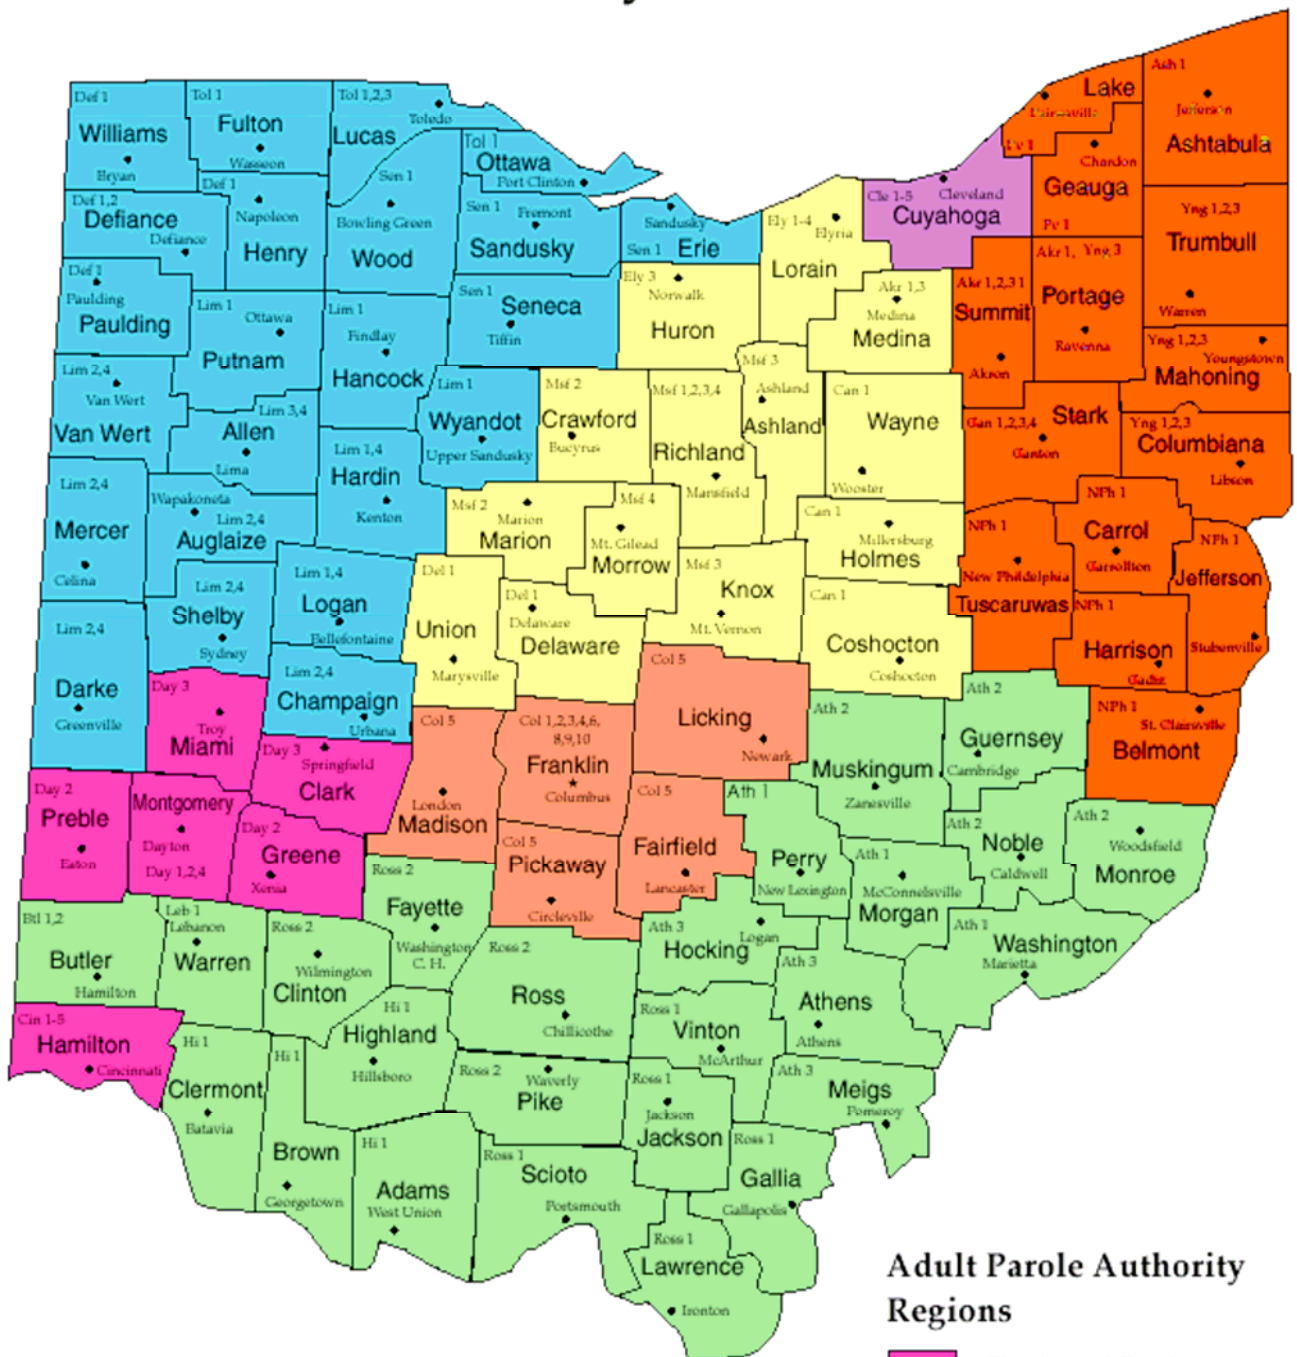 Def 1
Williams
Bryan
Tol 1
Fulton
Wasseon
Tol 1,2,3
Toledo
Lucas
Tol 1
Ottawa
Port Clinton
Def 1,2
Defiance
Defiance
Def 1
Napoleon
Henry
Sen 1
Bowling Green
Wood
Sen 1
Fremont
Sandusky
Sandusky
Sen 1
Erie
Ely 1-4
Elyria
Lorain
Cle 1-5
Cleveland
Cuyahoga
Lake
Pv 1
Chardon
Geauga
Pv 1
Ash 1
Jefferson
Ashtabula
Yng 1,2,3
Trumbull
Warren
Def 1
Paulding
Paulding
Lim 1
Ottawa
Putnam
Lim 1
Findlay
Hancock
Sen 1
Seneca
Tiffin
Ely 3
Norwalk
Huron
Akr 1,3
Medina
Medina
Akr 1,2,3 1
Summit
Akron
Akr 1, Yng 3
Portage
Ravenna
Yng 1,2,3
Youngstown
Mahoning
Lim 2,4
Van Wert
Van Wert
Lim 3,4
Allen
Lima
Lim 1
Wyandot
Upper Sandusky
Msf 2
Crawford
Bucyrus
Msf 1,2,3,4
Richland
Mansfield
Msf 3
Ashland
Ashland
Can 1
Wayne
Wooster
Can 1,2,3,4
Stark
Canton
Yng 1,2,3
Columbiana
Libson
Lim 2,4
Mercer
Celina
Wapakoneta
Lim 2,4
Auglaize
Lim 1,4
Hardin
Kenton
Msf 2
Marion
Marion
Msf 4
Mt. Gilead
Morrow
Can 1
Millersburg
Holmes
NPh 1
New Phildelphia
Tuscaruwas
NPh 1
Carrol
Carrollton
NPh 1
Jefferson
Stubenville
Lim 2,4
Darke
Greenville
Lim 2,4
Shelby
Sydney
Lim 1,4
Logan
Bellefontaine
Del 1
Union
Marysville
Del 1
Delaware
Delaware
Msf 3
Knox
Mt. Vernon
Can 1
Coshocton
Coshocton
NPh 1
Harrison
Cadiz
Day 3
Troy
Miami
Lim 2,4
Champaign
Urbana
Col 5
London
Madison
Col 1,2,3,4,6,
8,9,10
Franklin
Columbus
Col 5
Licking
Newark
Ath 2
Muskingum
Zanesville
Ath 2
Guernsey
Cambridge
NPh 1
St. Clairsville
Belmont
Day 2
Preble
Eaton
Montgomery
Dayton
Day 1,2,4
Day 3
Springfield
Clark
Day 2
Greene
Xenia
Col 5
Pickaway
Circleville
Col 5
Fairfield
Lancaster
Ath 1
Perry
New Lexington
Ath 1
McConnelsville
Morgan
Ath 2
Noble
Caldwell
Ath 2
Woodsfield
Monroe
Btl 1,2
Butler
Hamilton
Leb 1
Lebanon
Warren
Ross 2
Wilmington
Clinton
Ross 2
Fayette
Washington
C. H.
Ross 2
Ross
Chillicothe
Ath 3
Logan
Hocking
Ath 3
Athens
Athens
Ath 1
Washington
Marietta
Cin 1-5
Hamilton
Cincinnati
Hi 1
Clermont
Batavia
Hi 1
Brown
Georgetown
Hi 1
Highland
Hillsboro
Ross 2
Waverly
Pike
Ross 1
Vinton
McArthur
Ath 3
Meigs
Pomeroy
Hi 1
Adams
West Union
Ross 1
Scioto
Portsmouth
Ross 1
Jackson
Jackson
Ross 1
Gallia
Gallapolis
Ross 1
Lawrence
Ironton
Adult Parole Authority
Regions